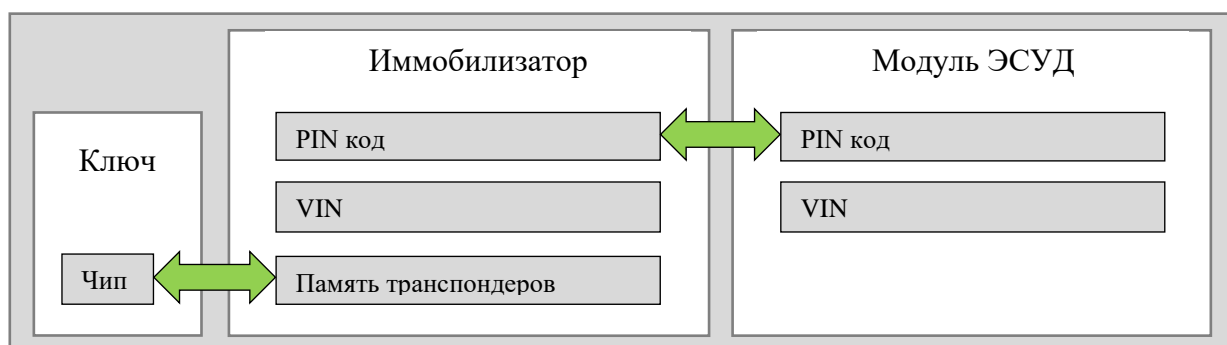 Иммобилизатор
Модуль ЭСУД
Ключ
PIN код
PIN код
VIN
VIN
Чип
Память транспондеров